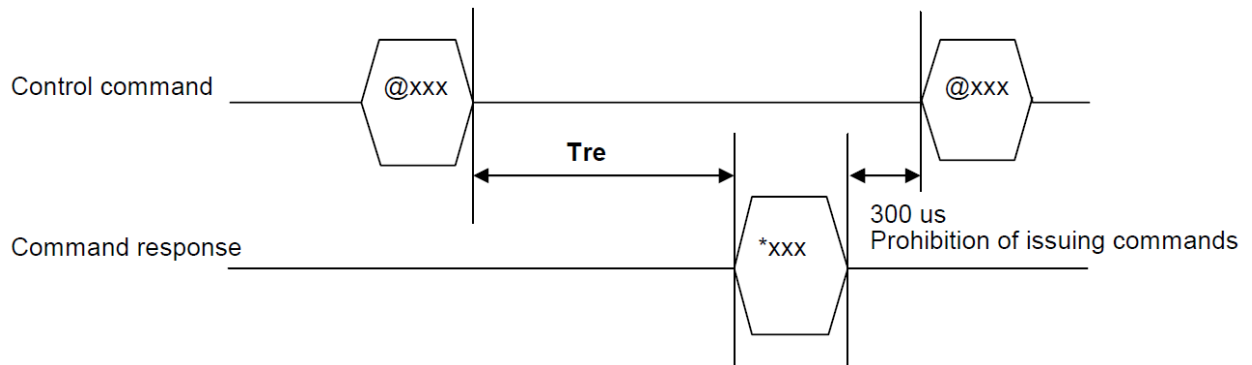 Control command
@xxx
@xxx
Tre
300 us
Prohibition of issuing commands
Command response
*xxx